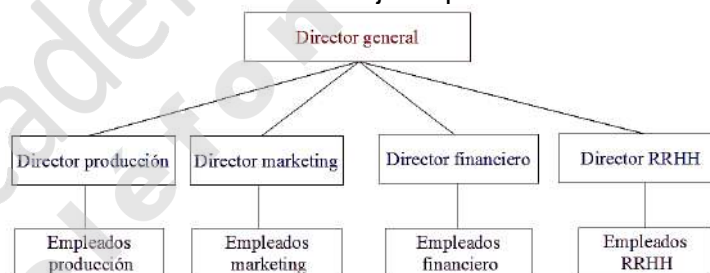 Director general
Director producción
Director marketing
Director financiero
Director RRHH
Empleados
producción
Empleados
marketing
Empleados
financiero
Empleados
RRHH